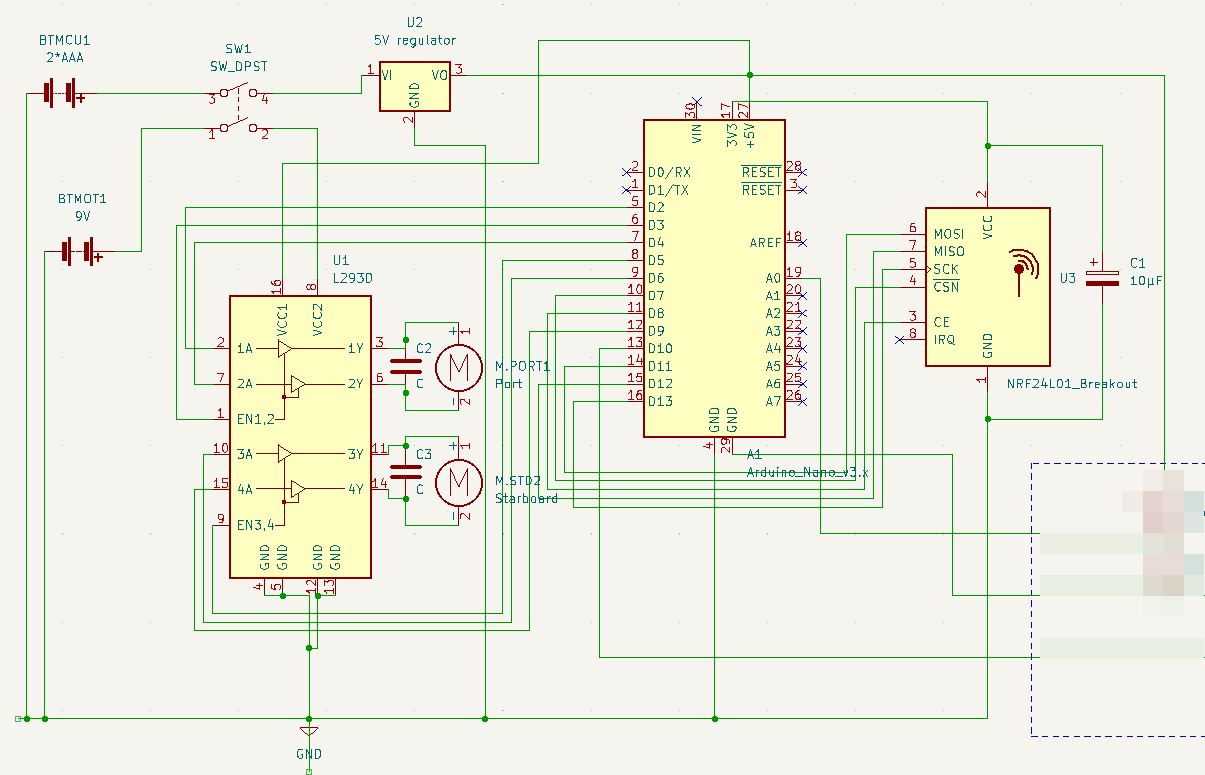 BTMCU1
2*AAA
SW1
SW_DPST
3
4
1
2
U2
5V regulator
1
VI
VO
3
GND
2
BTMOT1
9V
U1
L293D
16
8
VCC1
VCC2
2
1A
1Y
3
7
2A
2Y
6
1
EN1,2
10
3A
3Y
11
15
4A
4Y
14
9
EN3,4
GND
GND
GND
GND
4
5
12
13
C2
C
+
1
M
-
2
M.PORT1
Port
C3
C
+
1
M
-
2
M.STD2
Starboard
30
17
27
VIN
3V3
+5V
2
D0/RX
1
D1/TX
5
D2
6
D3
7
D4
8
D5
9
D6
10
D7
11
D8
12
D9
13
D10
14
D11
15
D12
16
D13
RESET
28
RESET
3
AREF
18
A0
19
A1
20
A2
21
A3
22
A4
23
A5
24
A6
25
A7
26
GND
GND
4
29
A1
Arduino_Nano_v3.x
2
VCC
6
MOSI
7
MISO
5
SCK
4
CSN
3
CE
8
IRQ
GND
1
U3
NRF24L01_Breakout
+
C1
10µF
GND